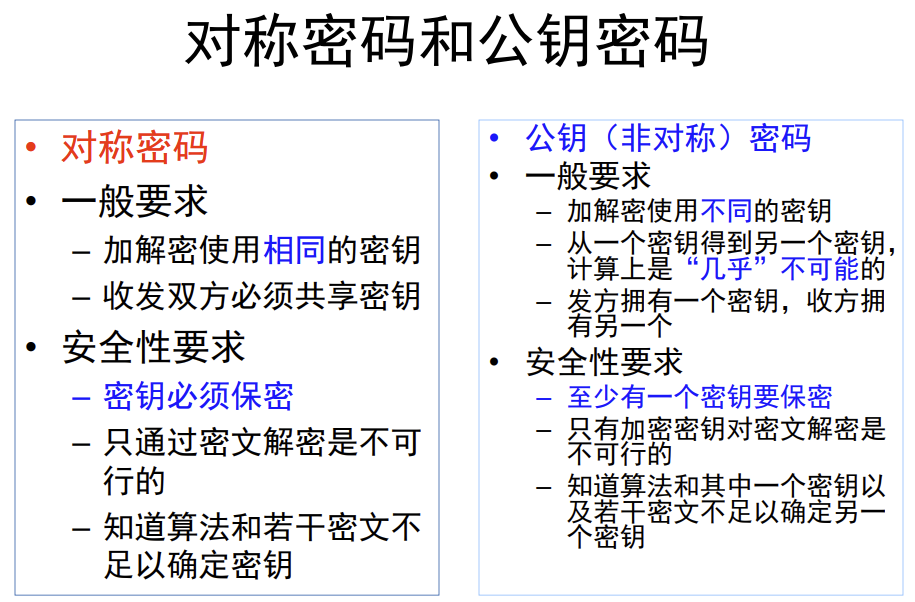 对称密码和公钥密码
• 对称密码
• 一般要求
– 加解密使用相同的密钥
– 收发双方必须共享密钥
• 安全性要求
– 密钥必须保密
– 只通过密文解密是不可
行的
– 知道算法和若干密文不
足以确定密钥
• 公钥（非对称）密码
• 一般要求
– 加解密使用不同的密钥
– 从一个密钥得到另一个密钥，
计算上是“几乎”不可能的
– 发方拥有一个密钥，收方拥
有另一个
• 安全性要求
– 至少有一个密钥要保密
– 只有加密密钥对密文解密是
不可行的
– 知道算法和其中一个密钥以
及若干密文不足以确定另一
个密钥